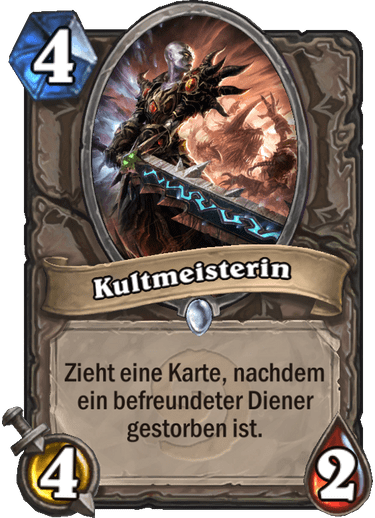 4
Kultmeisterin
Zieht eine Karte, nachdem
ein befreundeter Diener
gestorben ist.
4
2